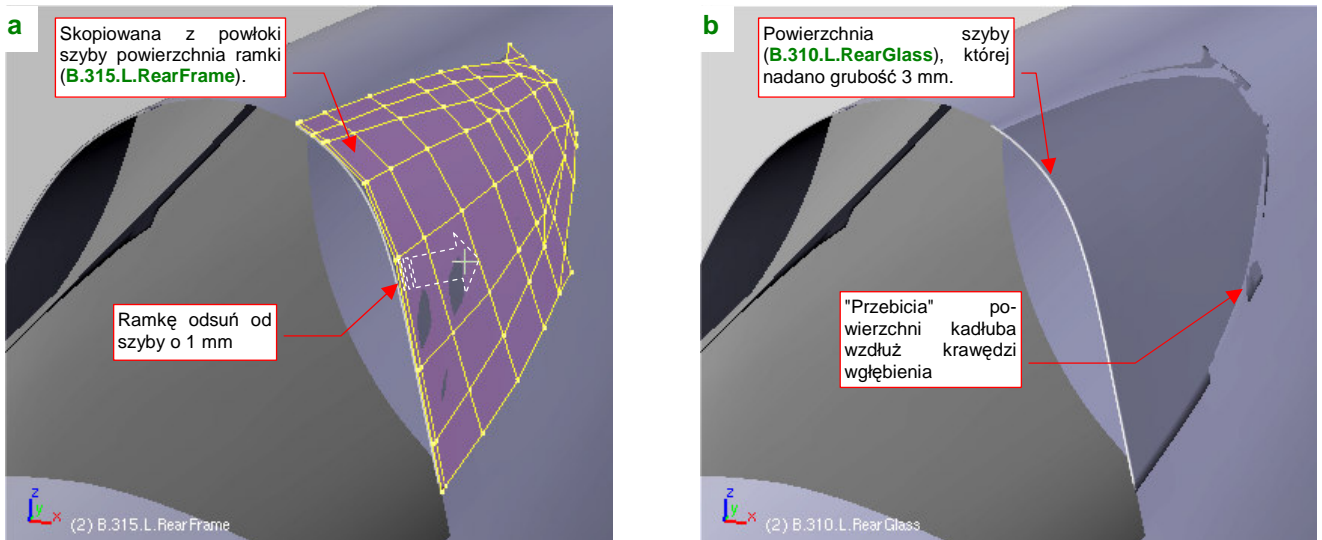 a
Skopiowana z powłoki
szyby powierzchnia ramki
(B.315.L.RearFrame).
Ramkę odsuń od
szyby o 1 mm
z
y
x
(2) B.315.L.RearFrame
b
Powierzchnia szyby
(B.310.L.RearGlass), której
nadano grubość 3 mm.
"Przebicia" po-
wierzchni kadłuba
wzdłuż krawędzi
wgłębienia
z
y
x
(2) B.310.L.RearGlass